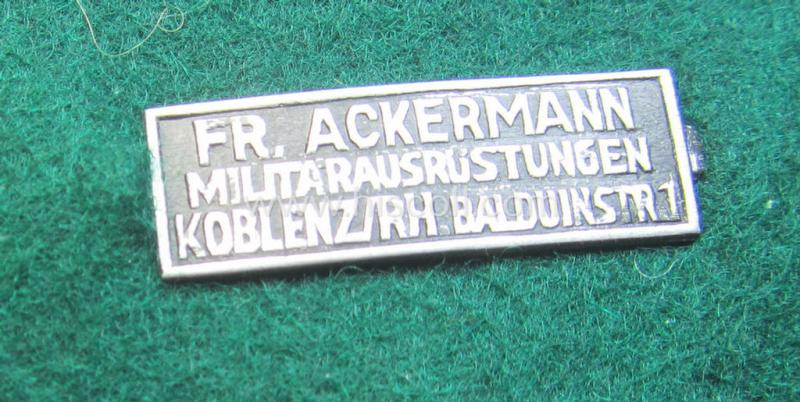 FR. ACKERMANN
MILITÄRAUSRÜSTUNGEN
KOBLENZ/RH BALDUINSTR 1